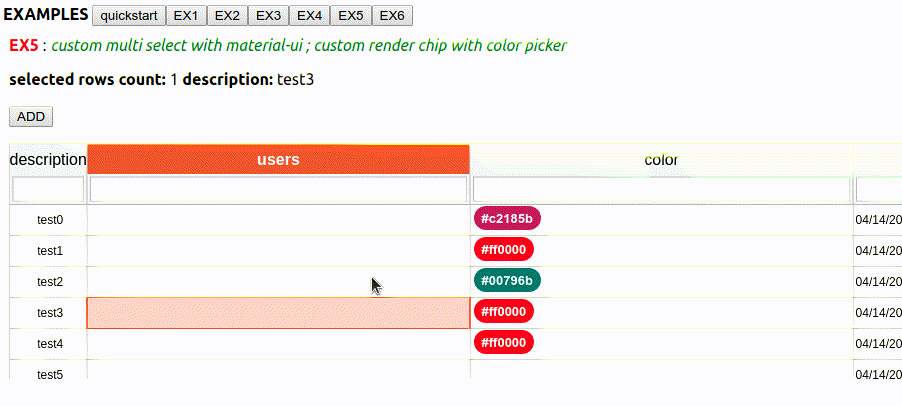 EXAMPLES quickstart EX1 EX2 EX3 EX4 EX5 EX6
EX5 : custom multi select with material-ui ; custom render chip with color picker
selected rows count: 1 description: test3
ADD
description users color
test0 #c2185b 04/14/20
test1 #ff0000 04/14/20
test2 #00796b 04/14/20
test3 #ff0000 04/14/20
test4 #ff0000 04/14/20
test5 04/14/20